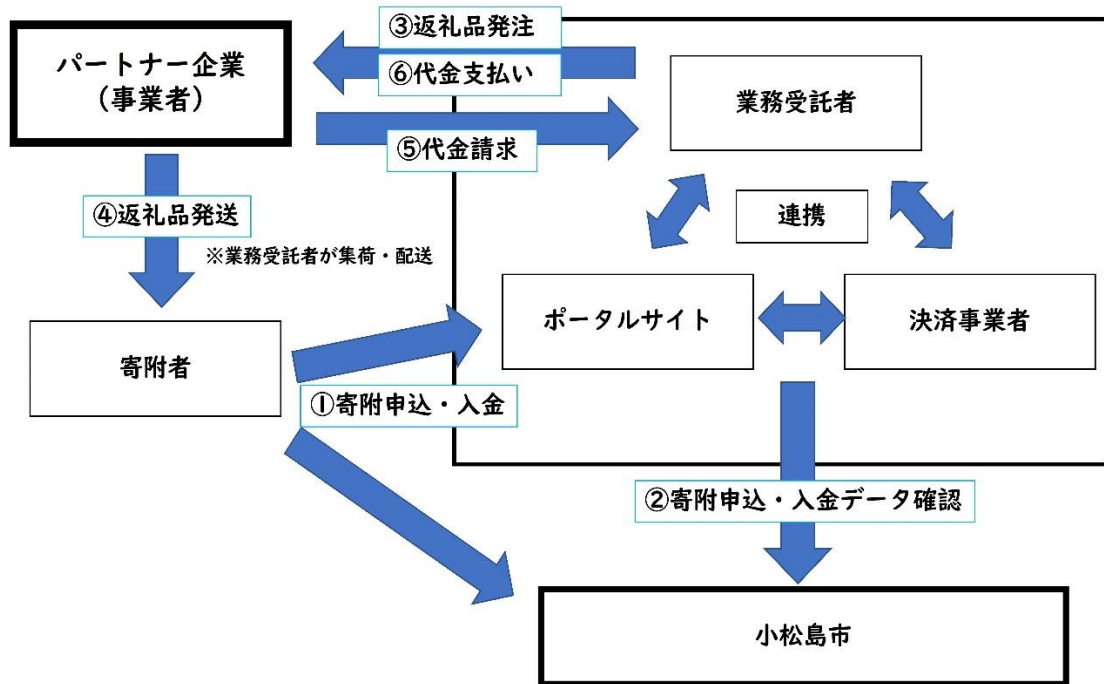 ③返礼品発注
パートナー企業
（事業者）
⑥代金支払い
業務受託者
⑤代金請求
④返礼品発送
連携
※業務受託者が集荷・配送
ポータルサイト
決済事業者
寄附者
①寄附申込・入金
②寄附申込・入金データ確認
小松島市